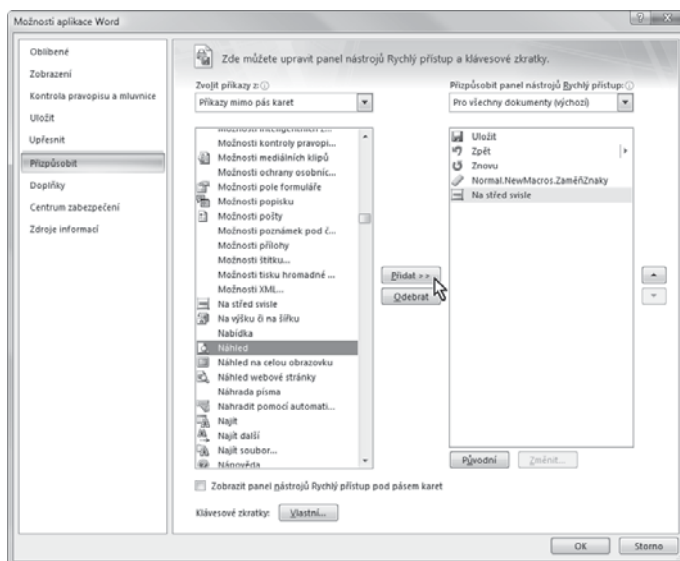 Možnosti aplikace Word
Oblíbené
Zobrazení
Kontrola pravopisu a mluvnice
Uložit
Upřesnit
Přizpůsobit
Doplňky
Centrum zabezpečení
Zdroje informací
Zde můžete upravit panel nástrojů Rychlý přístup a klávesové zkratky.
Zvolit příkazy z:
Příkazy mimo pás karet
Možnosti inteligentních z...
Možnosti kontroly pravopi...
Možnosti mediálních klipů
Možnosti ochrany osobníc...
Možnosti pole formuláře
Možnosti popisku
Možnosti pošty
Možnosti poznámek pod č...
Možnosti přílohy
Možnosti štítku...
Možnosti tisku hromadné ...
Možnosti XML...
Na střed svisle
Na výšku či na šířku
Nabídka
Náhled
Náhled na celou obrazovku
Náhled webové stránky
Náhrada písma
Nahradit pomocí automati...
Najít
Najít další
Najít soubor...
Nápověda
Přidat >>
Odebrat
Přizpůsobit panel nástrojů Rychlý přístup:
Pro všechny dokumenty (výchozí)
Uložit
Zpět
Znovu
Normal.NewMacros.ZaměňZnaky
Na střed svisle
Původní
Změnit...
Zobrazit panel nástrojů Rychlý přístup pod pásem karet
Klávesové zkratky:
Vlastní...
OK
Storno